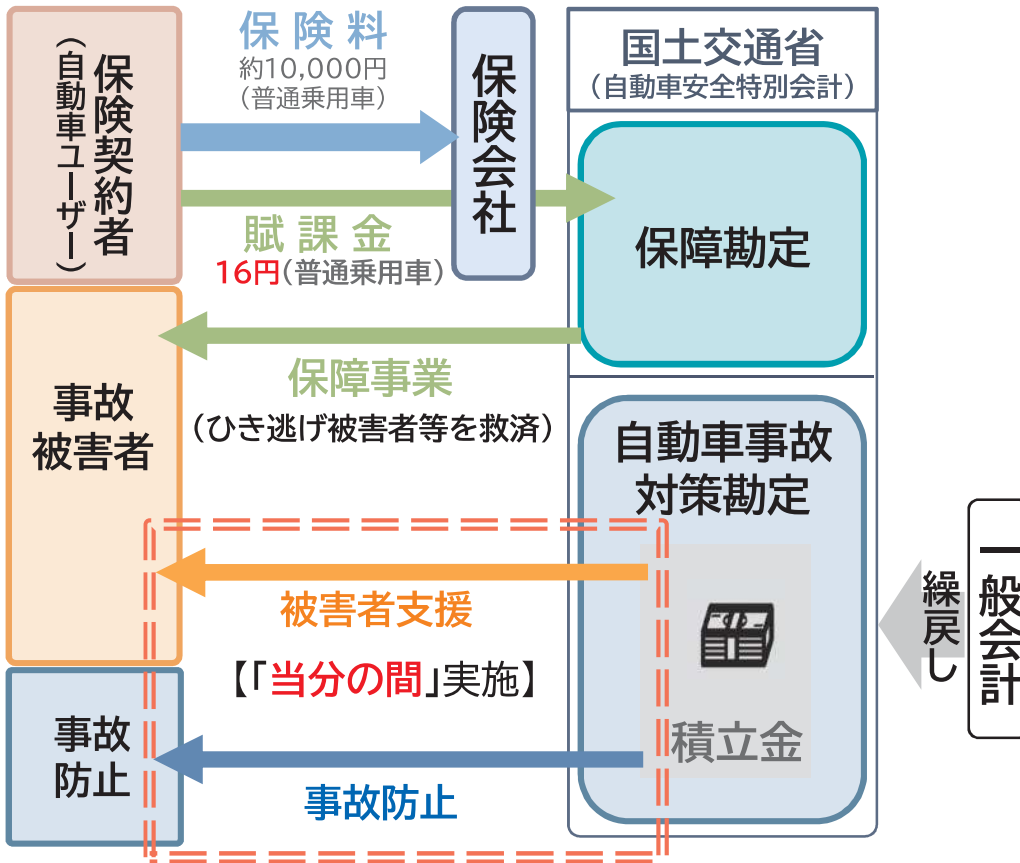 保険契約者
（自動車ユーザー）
保険料
約10,000円
（普通乗用車）
保険会社
国土交通省
（自動車安全特別会計）
賦課金
16円（普通乗用車）
保障勘定
保障事業
（ひき逃げ被害者等を救済）
事故
被害者
自動車事故
対策勘定
被害者支援
【「当分の間」実施】
積立金
事故
防止
事故防止
繰戻し
一般会計